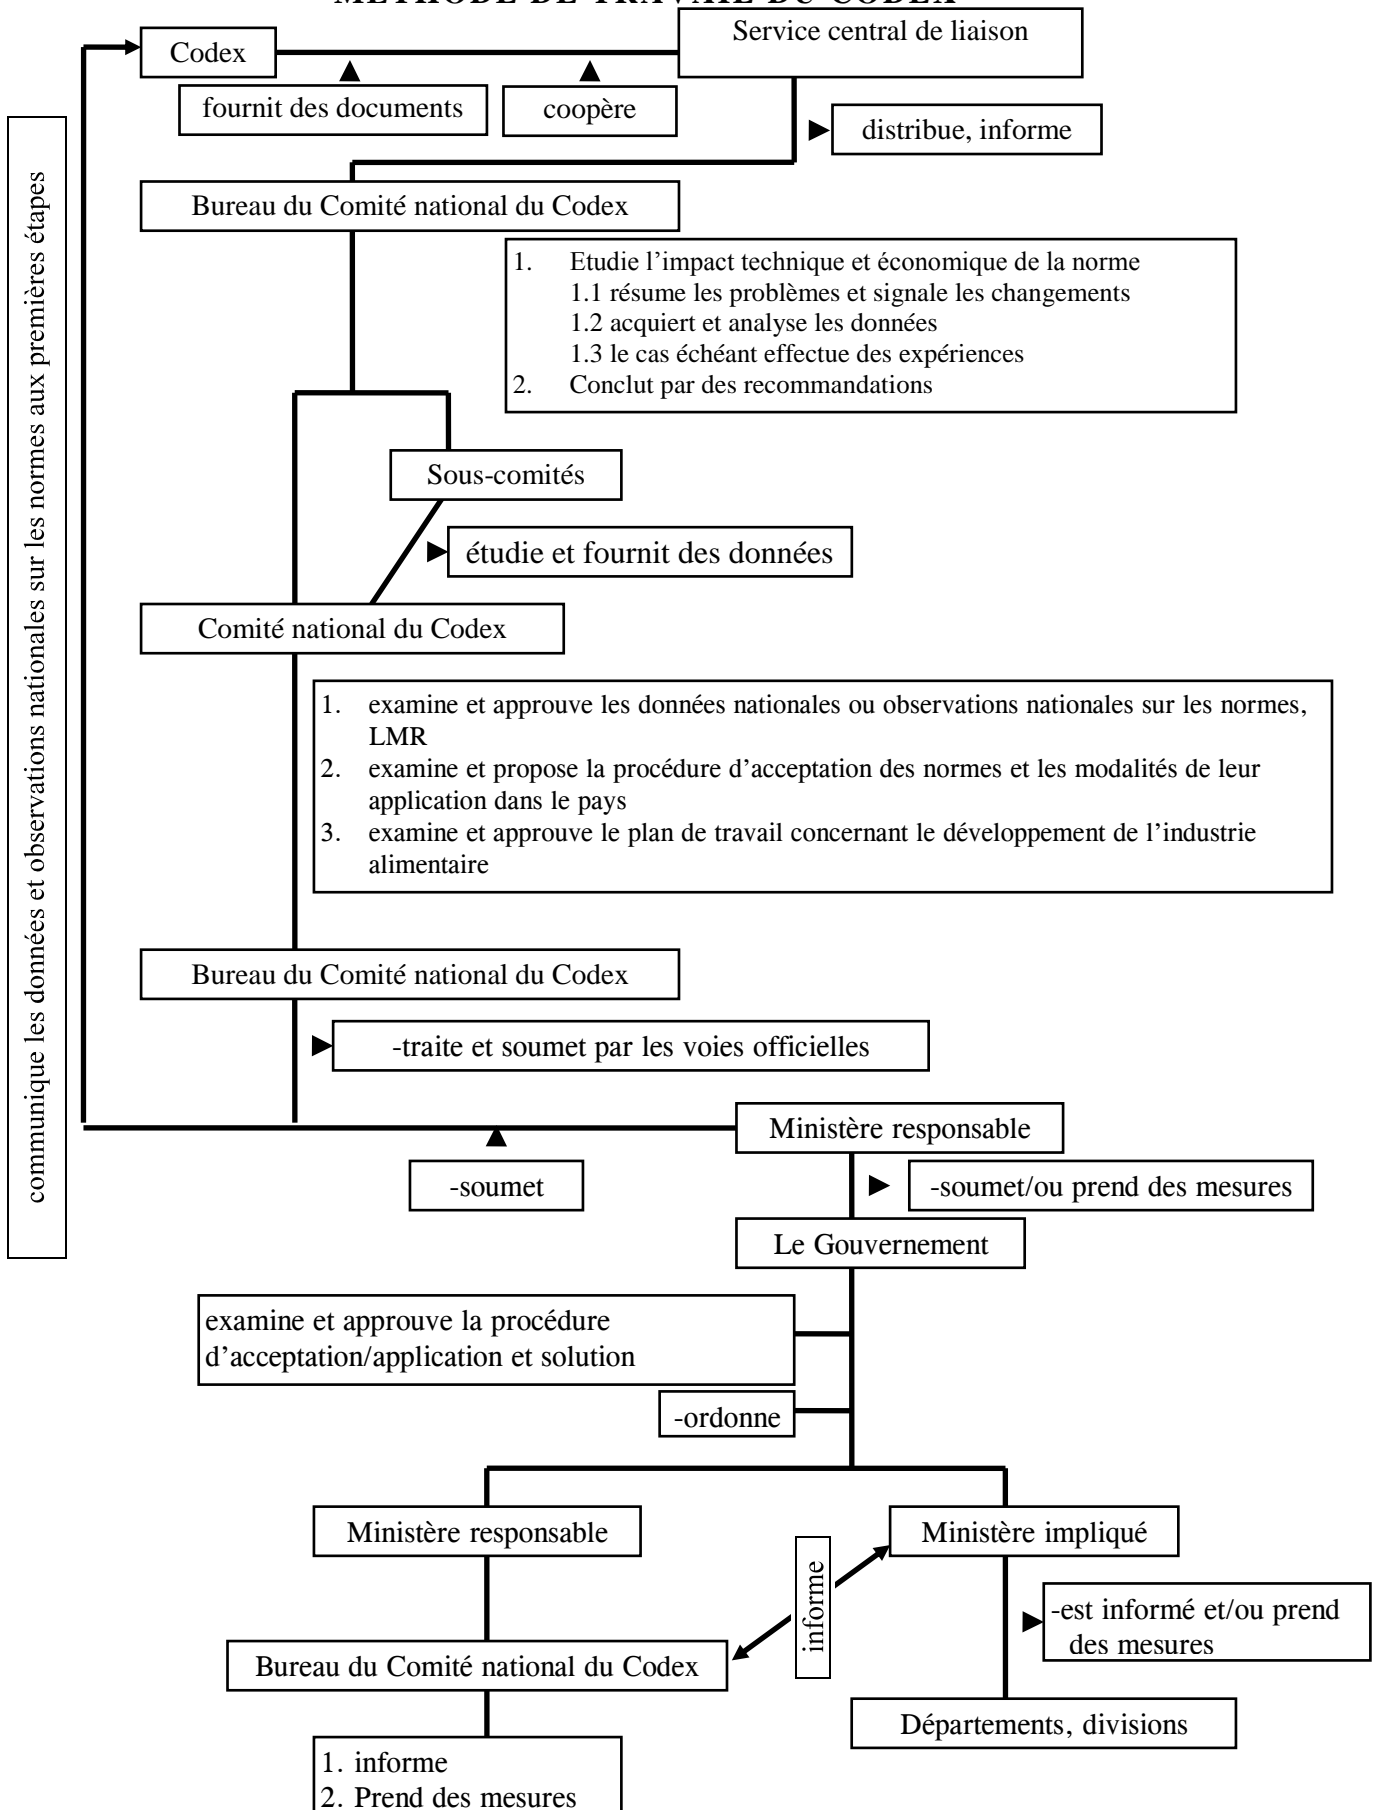 METHODE DE TRAVAIL DU CODEX
Codex
Service central de liaison
fournit des documents
coopère
distribue, informe
Bureau du Comité national du Codex
1. Etudie l’impact technique et économique de la norme
1.1 résume les problèmes et signale les changements
1.2 acquiert et analyse les données
1.3 le cas échéant effectue des expériences
2. Conclut par des recommandations
Sous-comités
étudie et fournit des données
Comité national du Codex
1. examine et approuve les données nationales ou observations nationales sur les normes,
LMR
2. examine et propose la procédure d’acceptation des normes et les modalités de leur
application dans le pays
3. examine et approuve le plan de travail concernant le développement de l’industrie
alimentaire
communique les données et observations nationales sur les normes aux premières étapes
Bureau du Comité national du Codex
-traite et soumet par les voies officielles
Ministère responsable
-soumet
-soumet/ou prend des mesures
Le Gouvernement
examine et approuve la procédure
d’acceptation/application et solution
-ordonne
Ministère responsable
Ministère impliqué
informe
-est informé et/ou prend
des mesures
Bureau du Comité national du Codex
Départements, divisions
1. informe
2. Prend des mesures